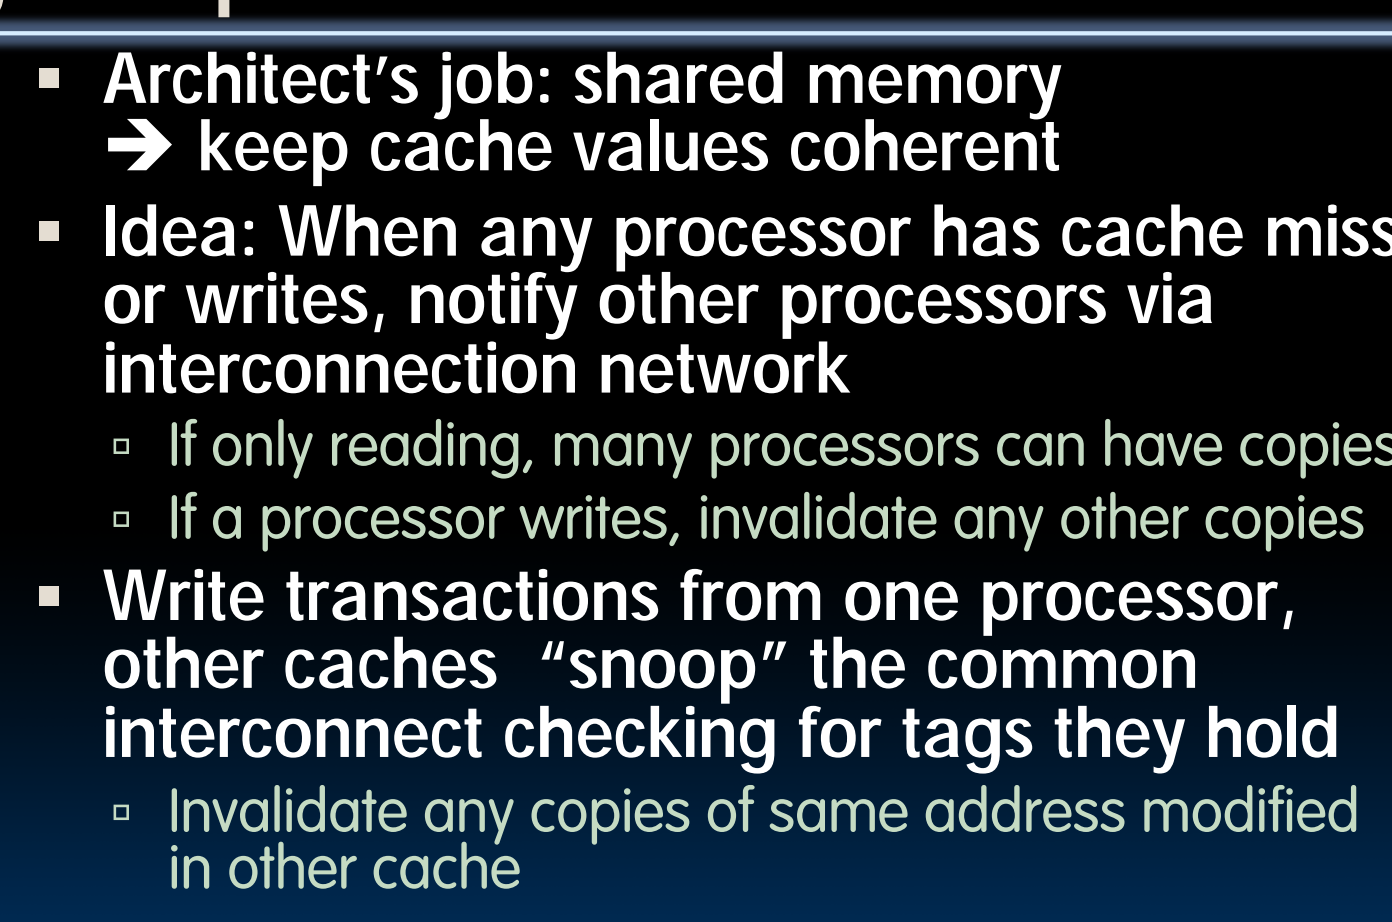 Architect's job: shared memory
➔ keep cache values coherent
Idea: When any processor has cache miss
or writes, notify other processors via
interconnection network
If only reading, many processors can have copies
If a processor writes, invalidate any other copies
Write transactions from one processor,
other caches “snoop” the common
interconnect checking for tags they hold
Invalidate any copies of same address modified
in other cache